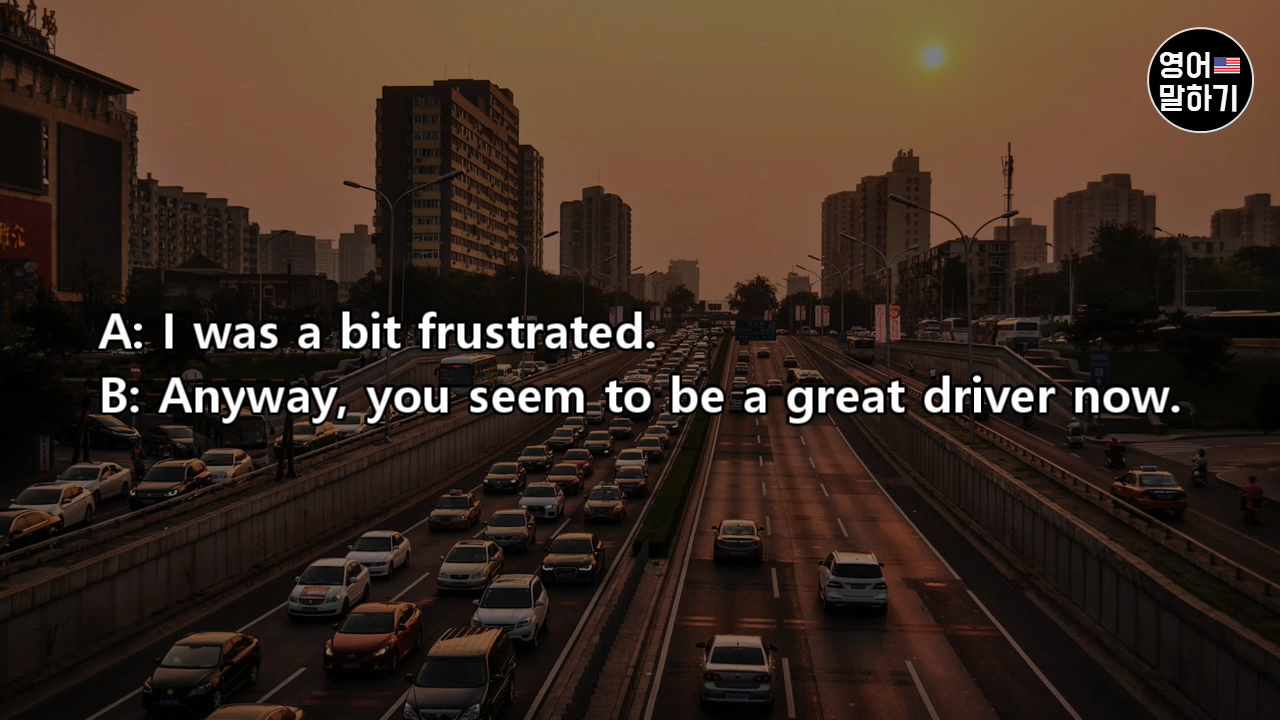 영어
말하기
A: I was a bit frustrated.
B: Anyway, you seem to be a great driver now.